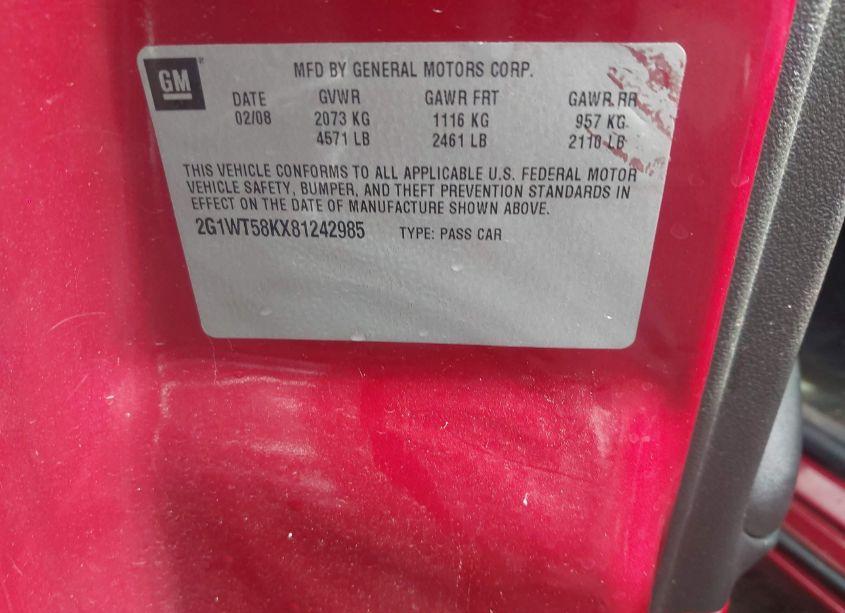 GM
MFD BY GENERAL MOTORS CORP.
DATE GVWR GAWR FRT GAWR RR
02/08 2073 KG 1116 KG 957 KG
4571 LB 2461 LB 2110 LB
THIS VEHICLE CONFORMS TO ALL APPLICABLE U.S. FEDERAL MOTOR
VEHICLE SAFETY, BUMPER, AND THEFT PREVENTION STANDARDS IN
EFFECT ON THE DATE OF MANUFACTURE SHOWN ABOVE.
2G1WT58KX81242985 TYPE: PASS CAR